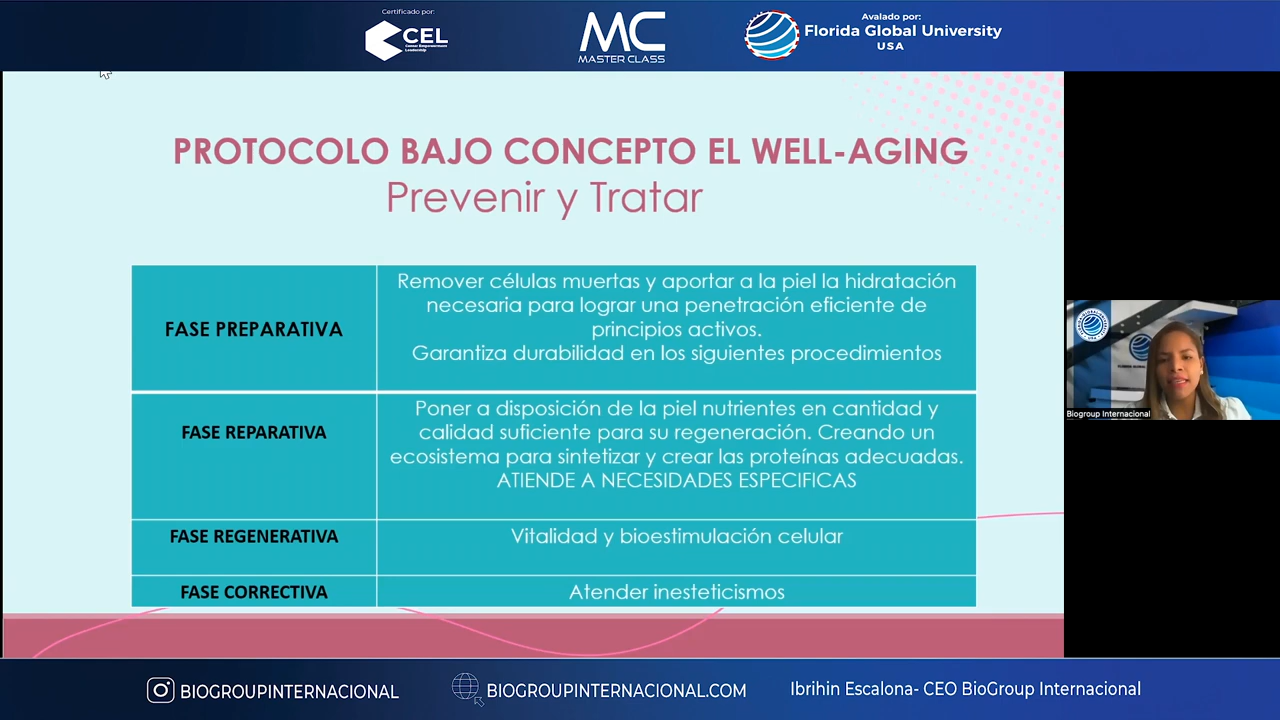 Certificado por:
CEL
Career Empowerment
Leadership
MC
MASTER CLASS
Avalado por:
Florida Global University
USA
PROTOCOLO BAJO CONCEPTO EL WELL-AGING
Prevenir y Tratar
FASE PREPARATIVA
Remover células muertas y aportar a la piel la hidratación
necesaria para lograr una penetración eficiente de
principios activos.
Garantiza durabilidad en los siguientes procedimientos
FASE REPARATIVA
Poner a disposición de la piel nutrientes en cantidad y
calidad suficiente para su regeneración. Creando un
ecosistema para sintetizar y crear las proteínas adecuadas.
ATIENDE A NECESIDADES ESPECIFICAS
FASE REGENERATIVA
Vitalidad y bioestimulación celular
FASE CORRECTIVA
Atender inesteticismos
Biogroup Internacional
BIOGROUPINTERNACIONAL
BIOGROUPINTERNACIONAL.COM
Ibrihin Escalona- CEO BioGroup Internacional